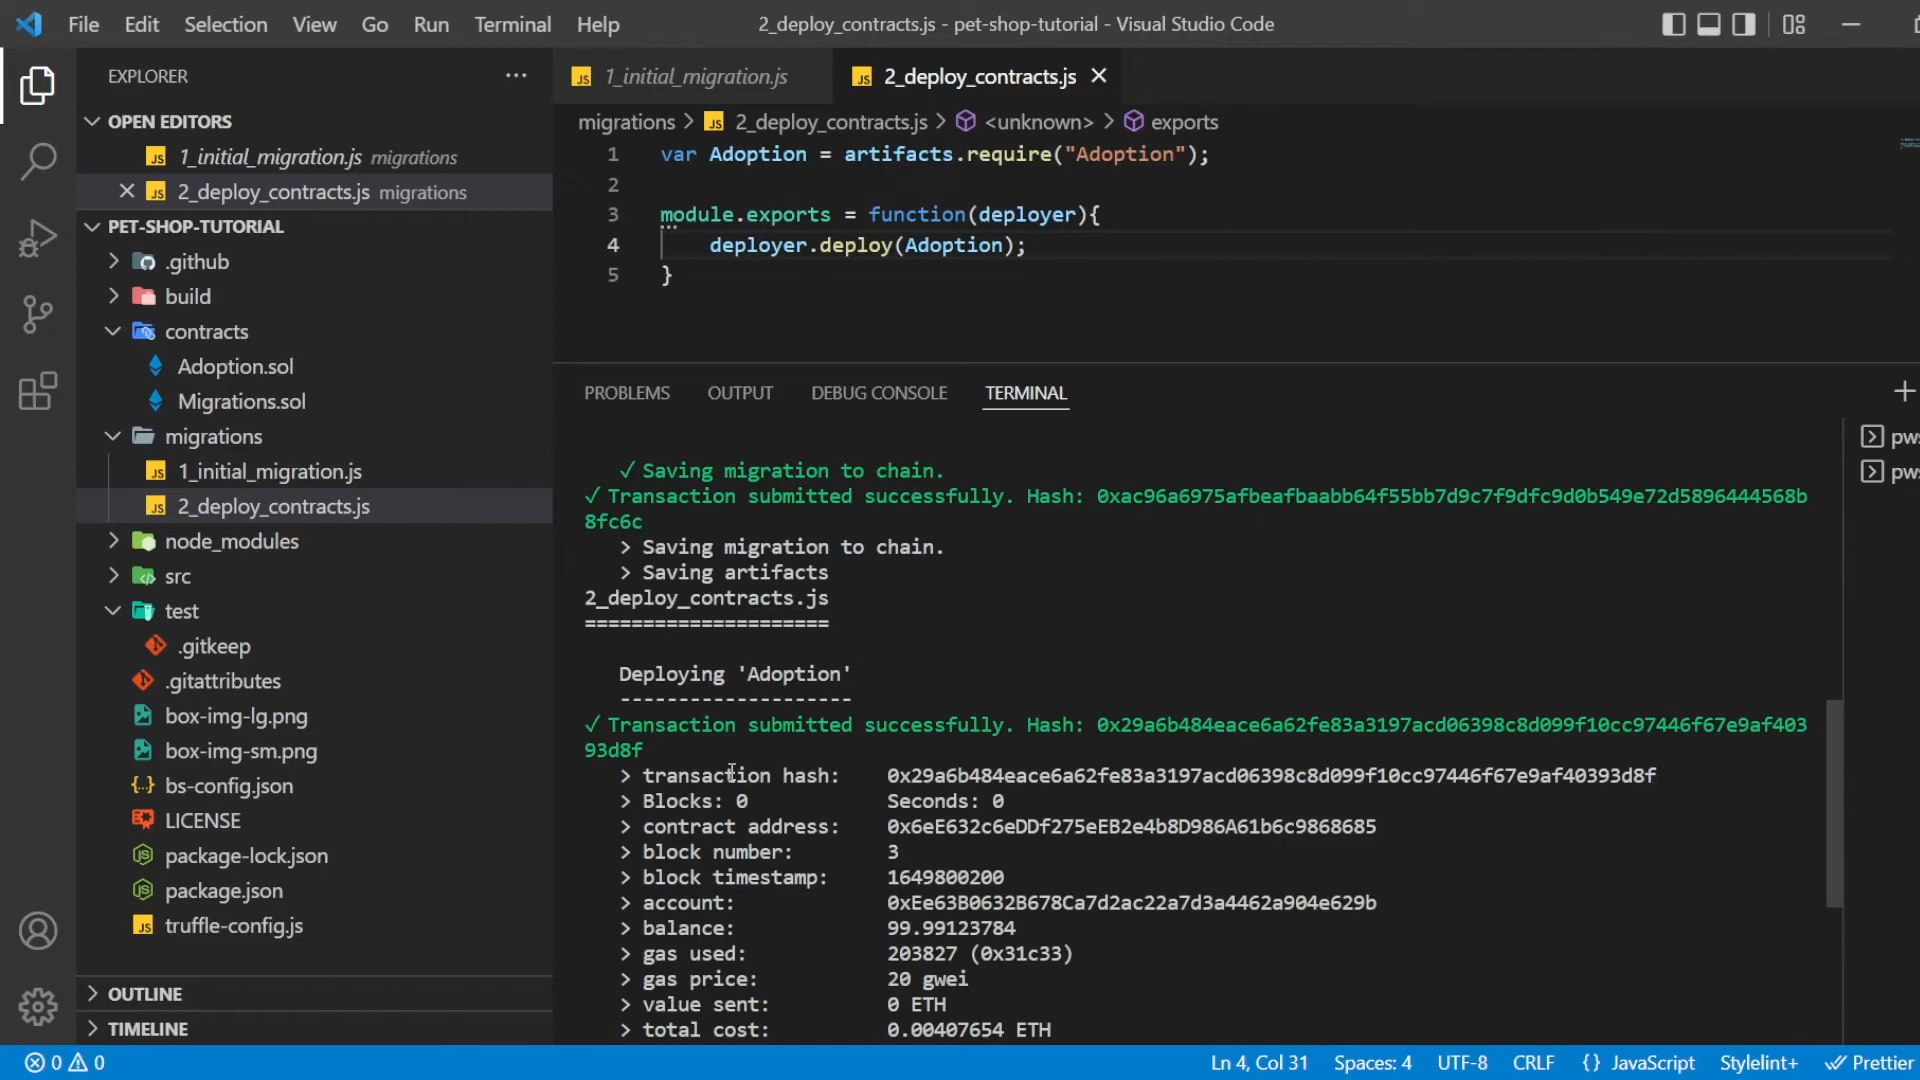 File Edit Selection View Go Run Terminal Help 2_deploy_contracts.js - pet-shop-tutorial - Visual Studio Code
EXPLORER
OPEN EDITORS
1_initial_migration.js migrations
2_deploy_contracts.js migrations
PET-SHOP-TUTORIAL
.github
build
contracts
Adoption.sol
Migrations.sol
migrations
1_initial_migration.js
2_deploy_contracts.js
node_modules
src
test
.gitkeep
.gitattributes
box-img-lg.png
box-img-sm.png
bs-config.json
LICENSE
package-lock.json
package.json
truffle-config.js
OUTLINE
TIMELINE
1_initial_migration.js 2_deploy_contracts.js
migrations > JS 2_deploy_contracts.js > <unknown> > exports
1 var Adoption = artifacts.require("Adoption");
2
3 module.exports = function(deployer){
4 deployer.deploy(Adoption);
5 }
PROBLEMS OUTPUT DEBUG CONSOLE TERMINAL
✓ Saving migration to chain.
✓ Transaction submitted successfully. Hash: 0xac96a6975afbeafbaabb64f55bb7d9c7f9dfc9d0b549e72d5896444568b
8fc6c
> Saving migration to chain.
> Saving artifacts
2_deploy_contracts.js
=====================
Deploying 'Adoption'
--------------------
✓ Transaction submitted successfully. Hash: 0x29a6b484eace6a62fe83a3197acd06398c8d099f10cc97446f67e9af403
93d8f
> transaction hash: 0x29a6b484eace6a62fe83a3197acd06398c8d099f10cc97446f67e9af40393d8f
> Blocks: 0 Seconds: 0
> contract address: 0x6eE632c6eDDf275eEB2e4b8D986A61b6c9868685
> block number: 3
> block timestamp: 1649800200
> account: 0xEe63B0632B678Ca7d2ac22a7d3a4462a904e629b
> balance: 99.99123784
> gas used: 203827 (0x31c33)
> gas price: 20 gwei
> value sent: 0 ETH
> total cost: 0.00407654 ETH
pws
pws
0 0 Ln 4, Col 31 Spaces: 4 UTF-8 CRLF {} JavaScript Stylelint+ Prettier